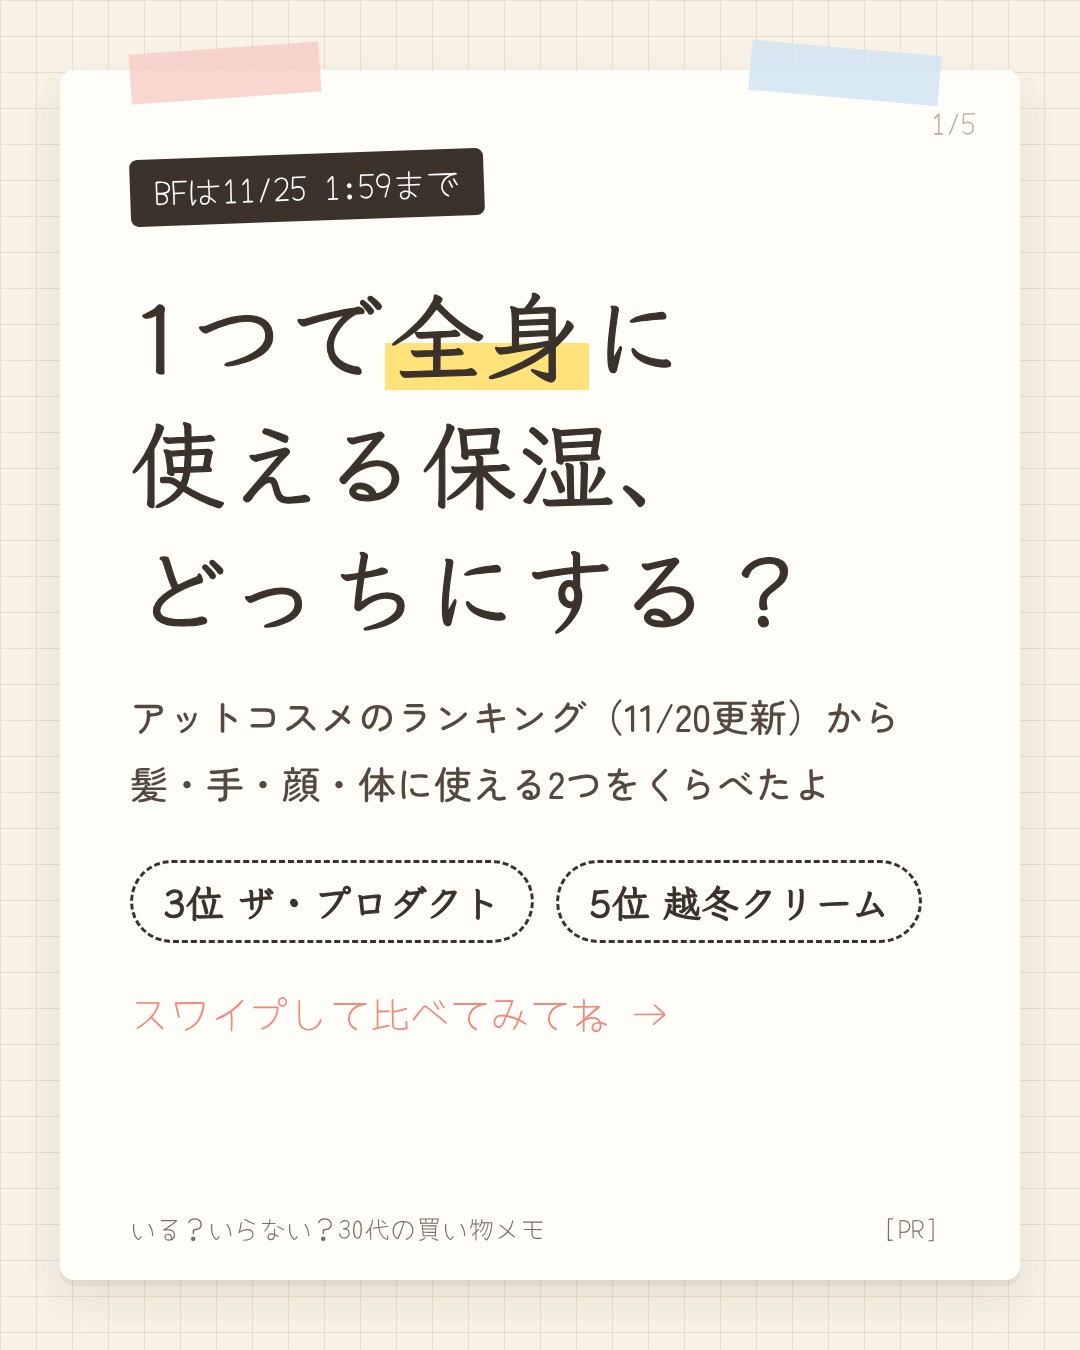 1/5
BFは11/25 1:59まで
1つで全身に
使える保湿、
どっちにする？
アットコスメのランキング（11/20更新）から
髪・手・顔・体に使える2つをくらべたよ
3位 ザ・プロダクト
5位 越冬クリーム
スワイプして比べてみてね →
いる？いらない？30代の買い物メモ
[PR]